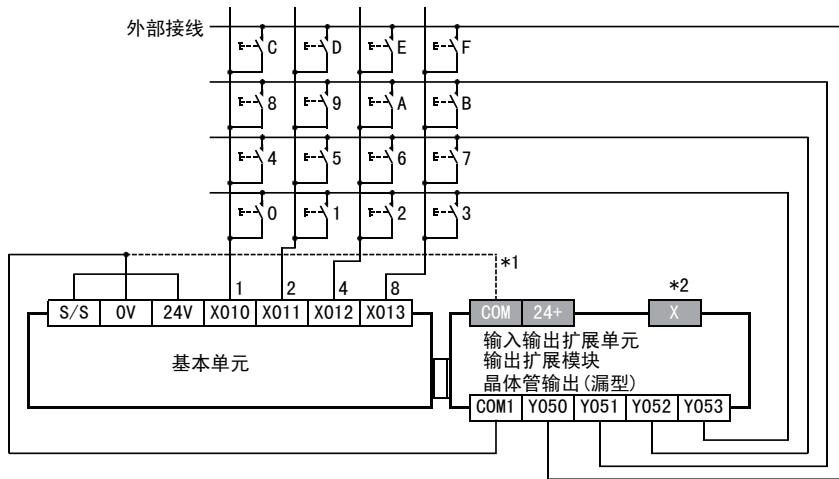 外部接线
C D E F
8 9 A B
4 5 6 7
0 1 2 3
*1
1 2 4 8 *2
S/S 0V 24V X010 X011 X012 X013 COM 24+ X
基本单元
输入输出扩展单元
输出扩展模块
晶体管输出(漏型)
COM1 Y050 Y051 Y052 Y053